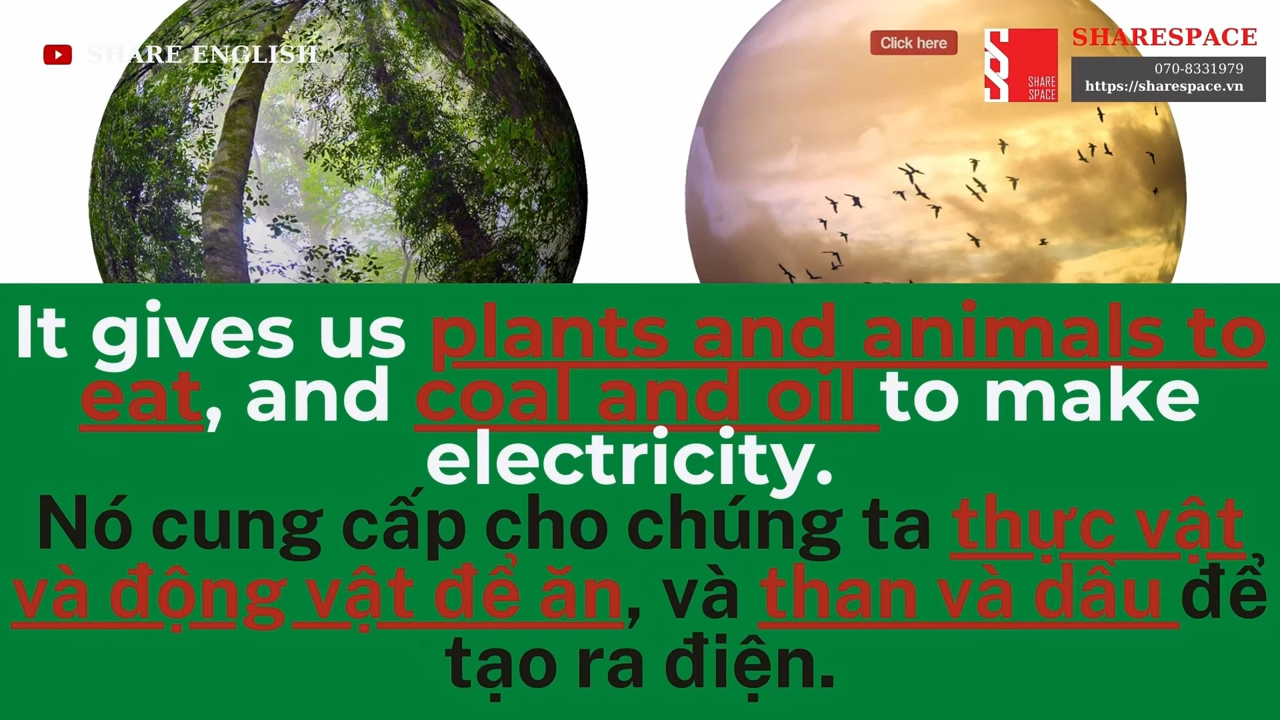 SHARE ENGLISH
Click here
SHARE
SPACE
SHARESPACE
070-8331979
https://sharespace.vn
It gives us plants and animals to
eat, and coal and oil to make
electricity.
Nó cung cấp cho chúng ta thực vật
và động vật để ăn, và than và dầu để
tạo ra điện.